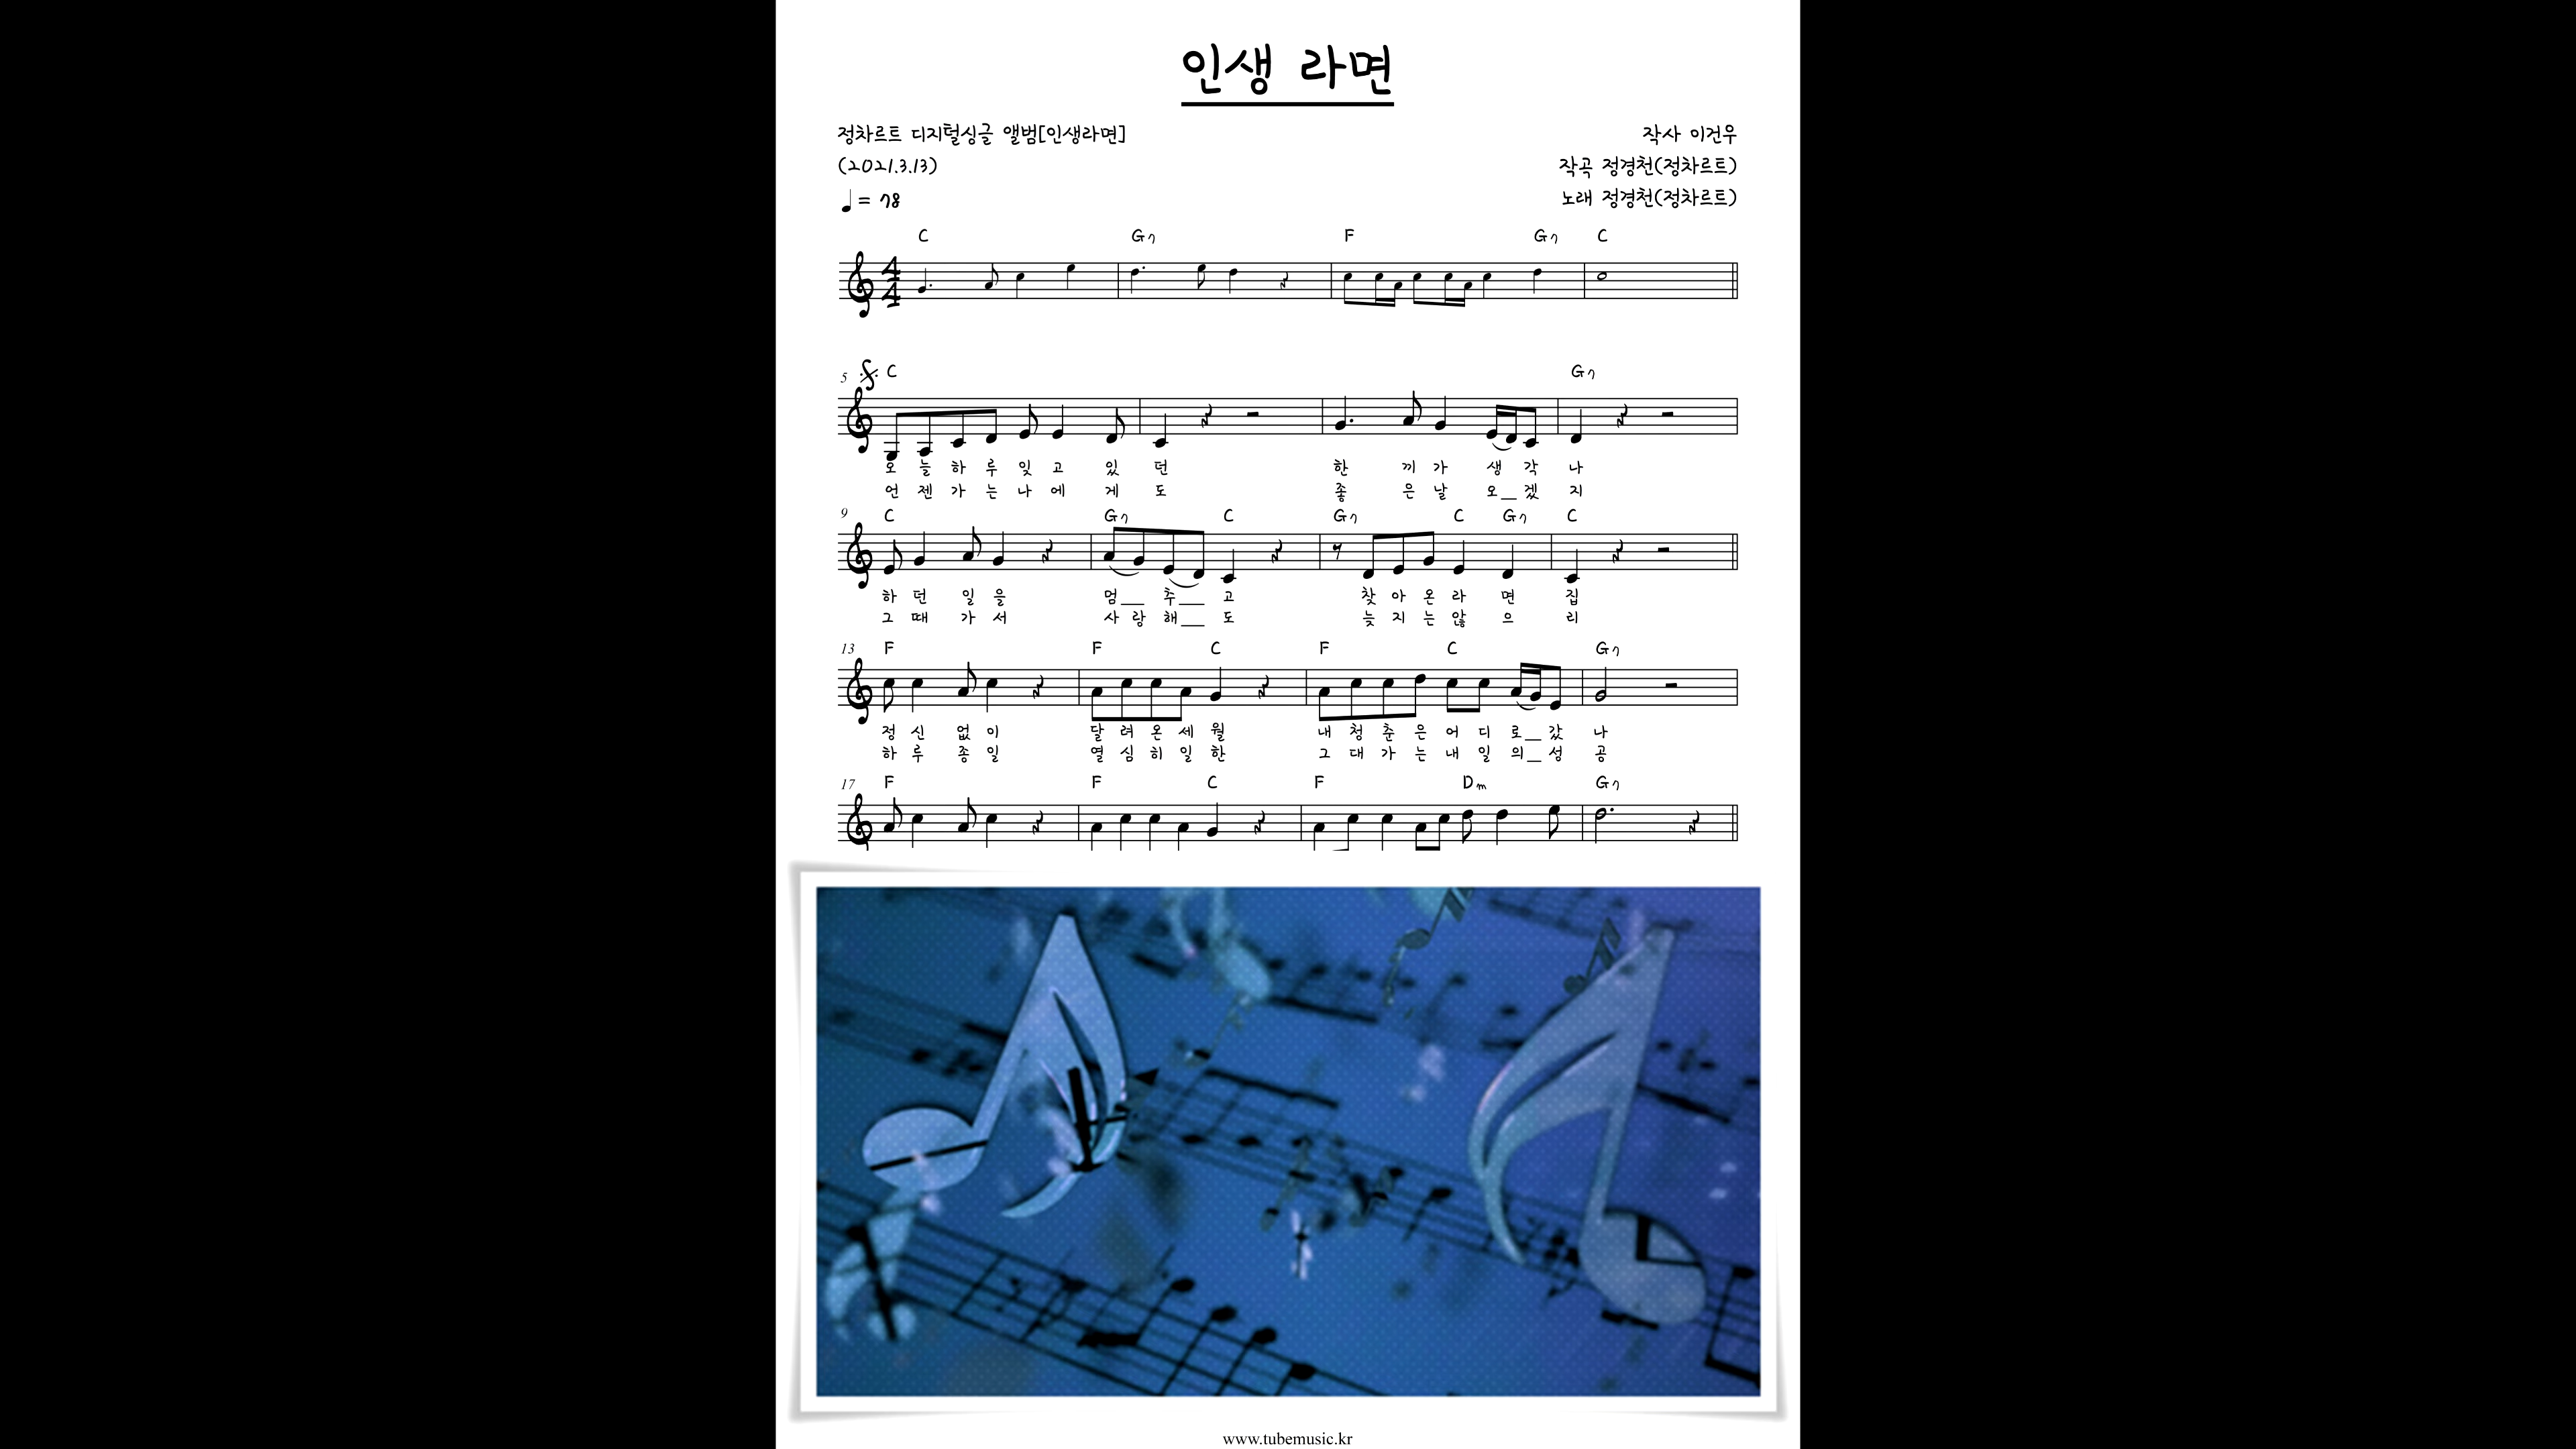 인생 라면
정차르트 디지털싱글 앨범[인생라면]
(2021.3.13)
작사 이건우
작곡 정경천(정차르트)
노래 정경천(정차르트)
♩= 78
C G7 F G7 C
4
4
5 C G7
오 늘 하 루 잊 고 있 던 한 끼 가 생 각 나
언 젠 가 는 나 에 게 도 좋 은 날 오__겠 지
9 C G7 C G7 C G7 C
하 던 일 을 멈__ 추__ 고 찾 아 온 라 면 집
그 때 가 서 사 랑 해__ 도 늦 지 는 않 으 리
13 F F C F C G7
정 신 없 이 달 려 온 세 월 내 청 춘 은 어 디 로__갔 나
하 루 종 일 열 심 히 일 한 그 대 가 는 내 일 의__성 공
17 F F C F Dm G7
www.tubemusic.kr